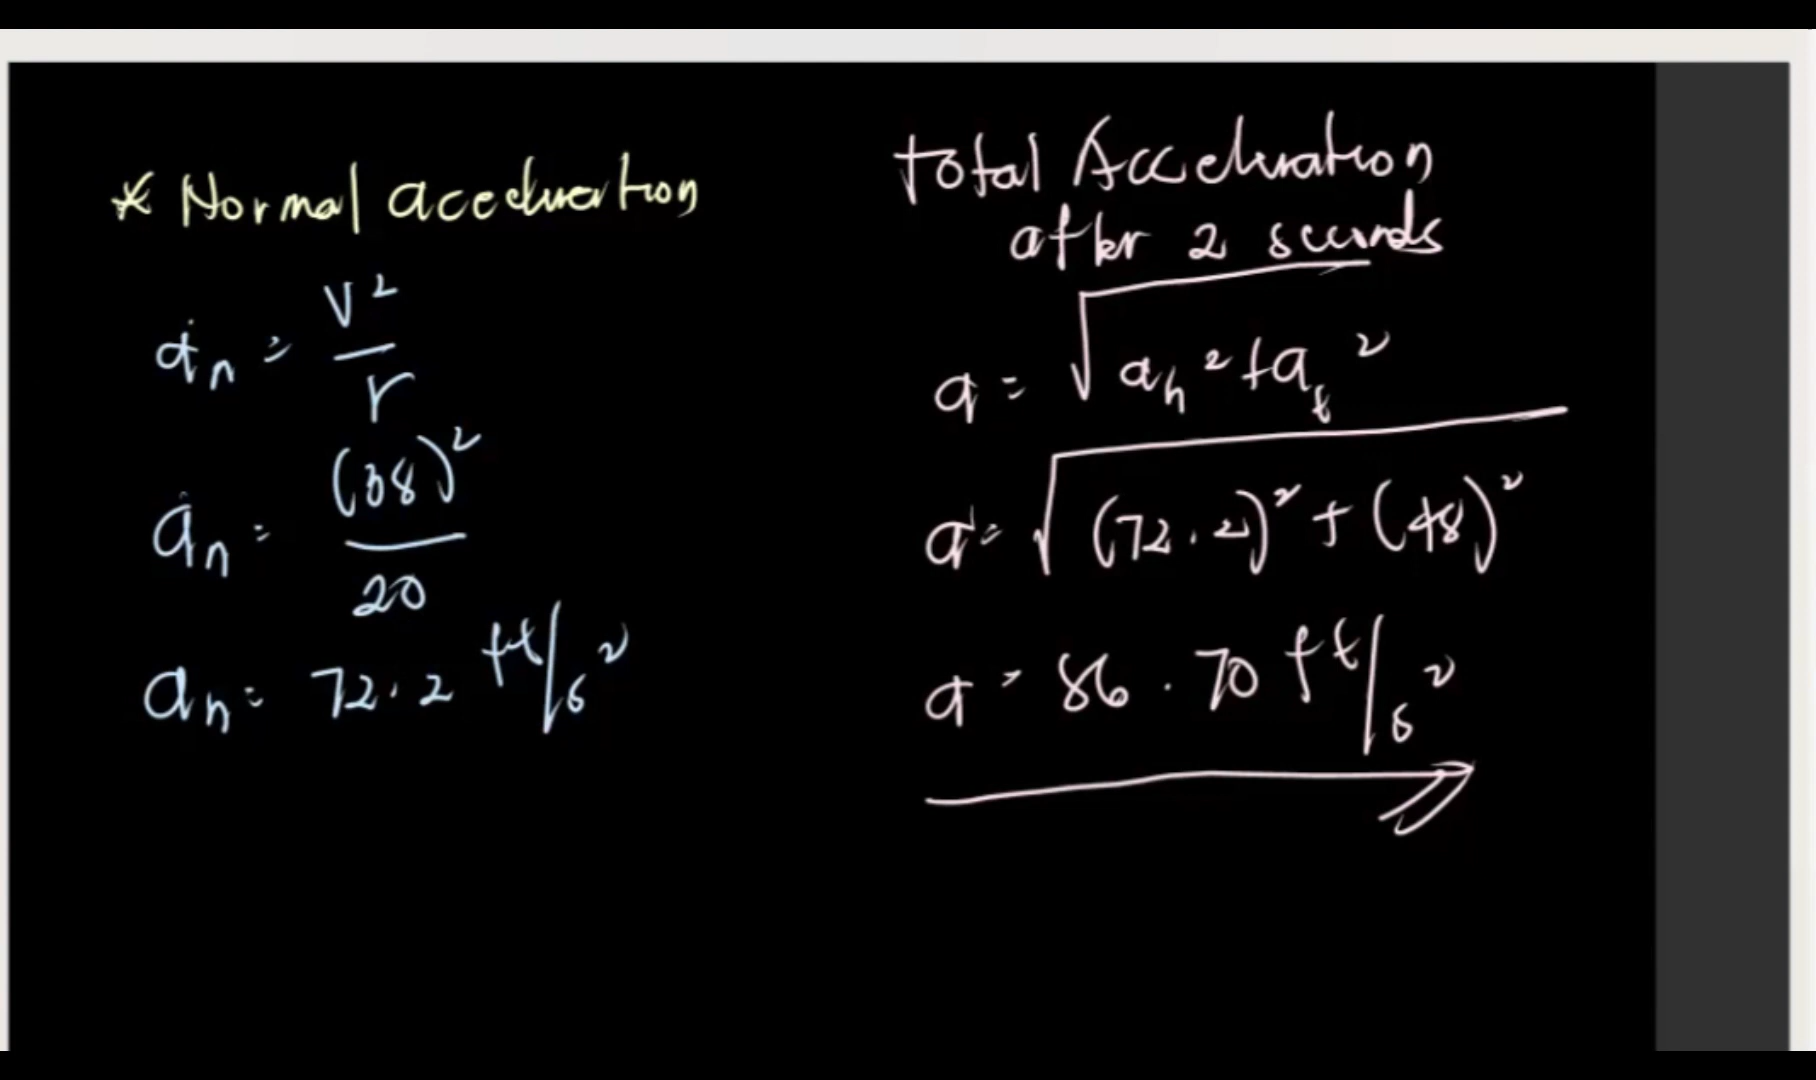 * Normal acceleration
an = v²/r
an = (38)²/20
an = 72.2 ft/s²
total Acceleration
after 2 seconds
a = √(an² + at²)
a = √((72.2)² + (48)²)
a = 86.70 ft/s²